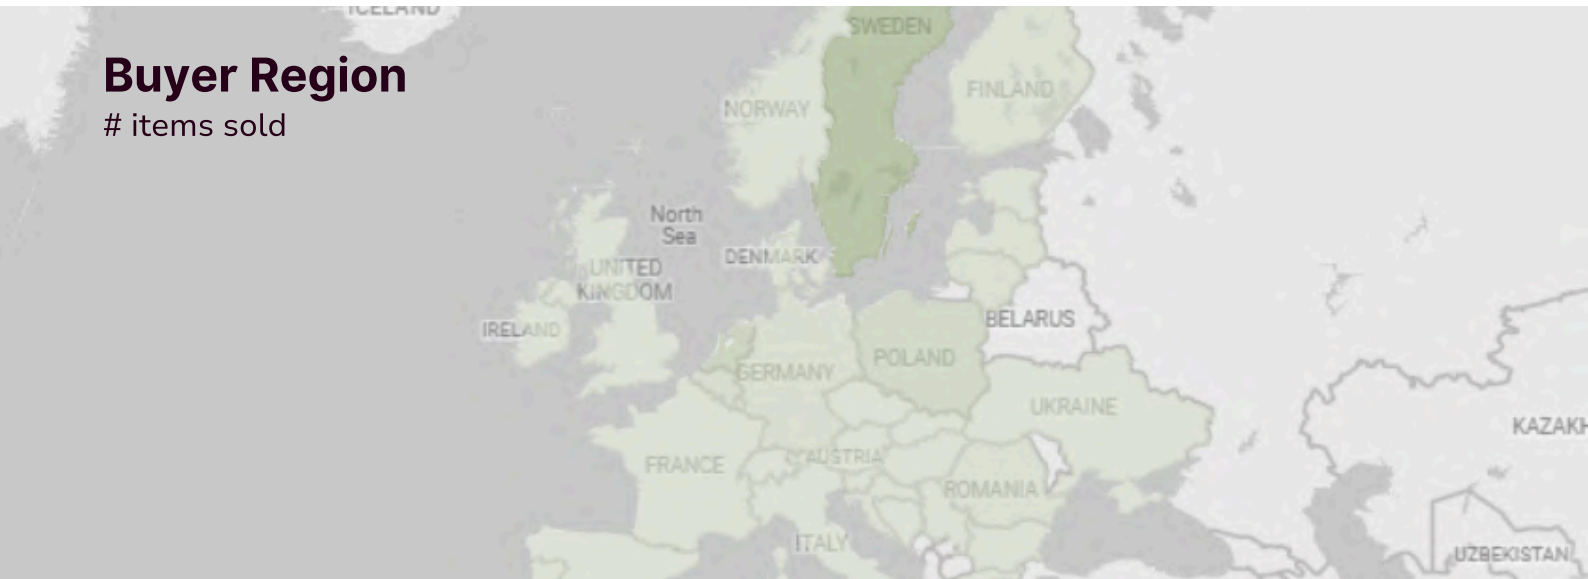 ICELAND
SWEDEN
Buyer Region
FINLAND
NORWAY
# items sold
North
Sea
DENMARK
UNITED
KINGDOM
BELARUS
IRELAND
POLAND
GERMANY
UKRAINE
KAZAKH
AUSTRIA
FRANCE
ROMANIA
ITALY
UZBEKISTAN